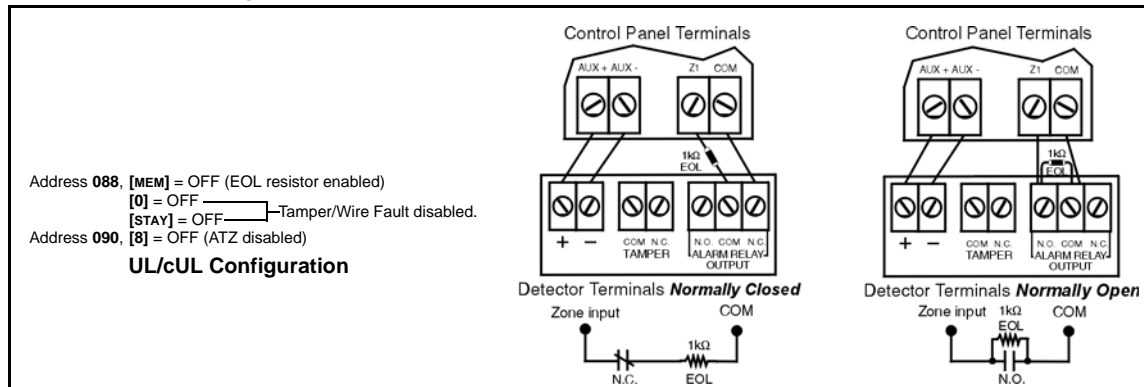 Address 088, [MEM] = OFF (EOL resistor enabled)
[0] = OFF
[STAY] = OFF
Tamper/Wire Fault disabled.
Address 090, [8] = OFF (ATZ disabled)
UL/cUL Configuration
Control Panel Terminals
AUX + AUX - Z1 COM
1kΩ
EOL
+ - COM N.C. N.O. COM N.C.
TAMPER ALARM RELAY
OUTPUT
Detector Terminals Normally Closed
Zone input COM
1kΩ
N.C. EOL
Control Panel Terminals
AUX + AUX - Z1 COM
1kΩ
EOL
+ - COM N.C. N.O. COM N.C.
TAMPER ALARM RELAY
OUTPUT
Detector Terminals Normally Open
Zone input 1kΩ COM
EOL
N.O.